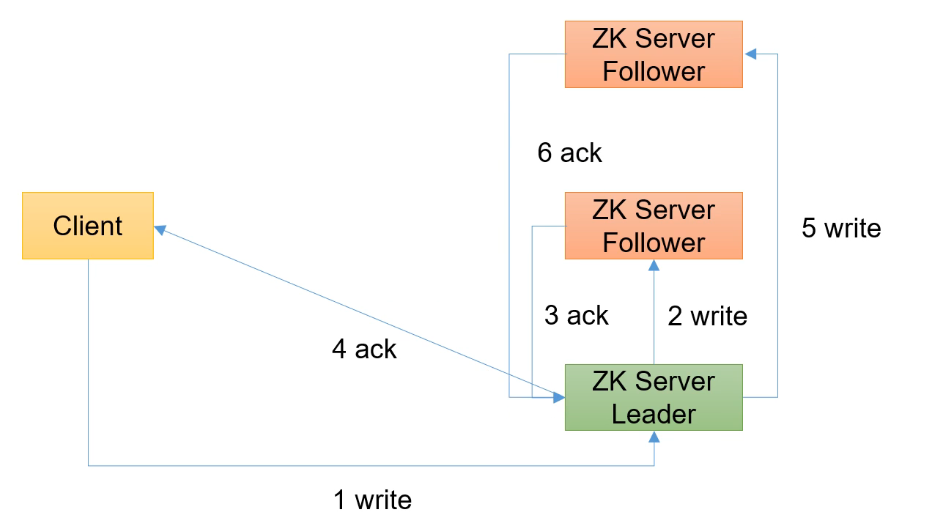 ZK Server
Follower
6 ack
Client
ZK Server
Follower
5 write
3 ack
2 write
4 ack
ZK Server
Leader
1 write